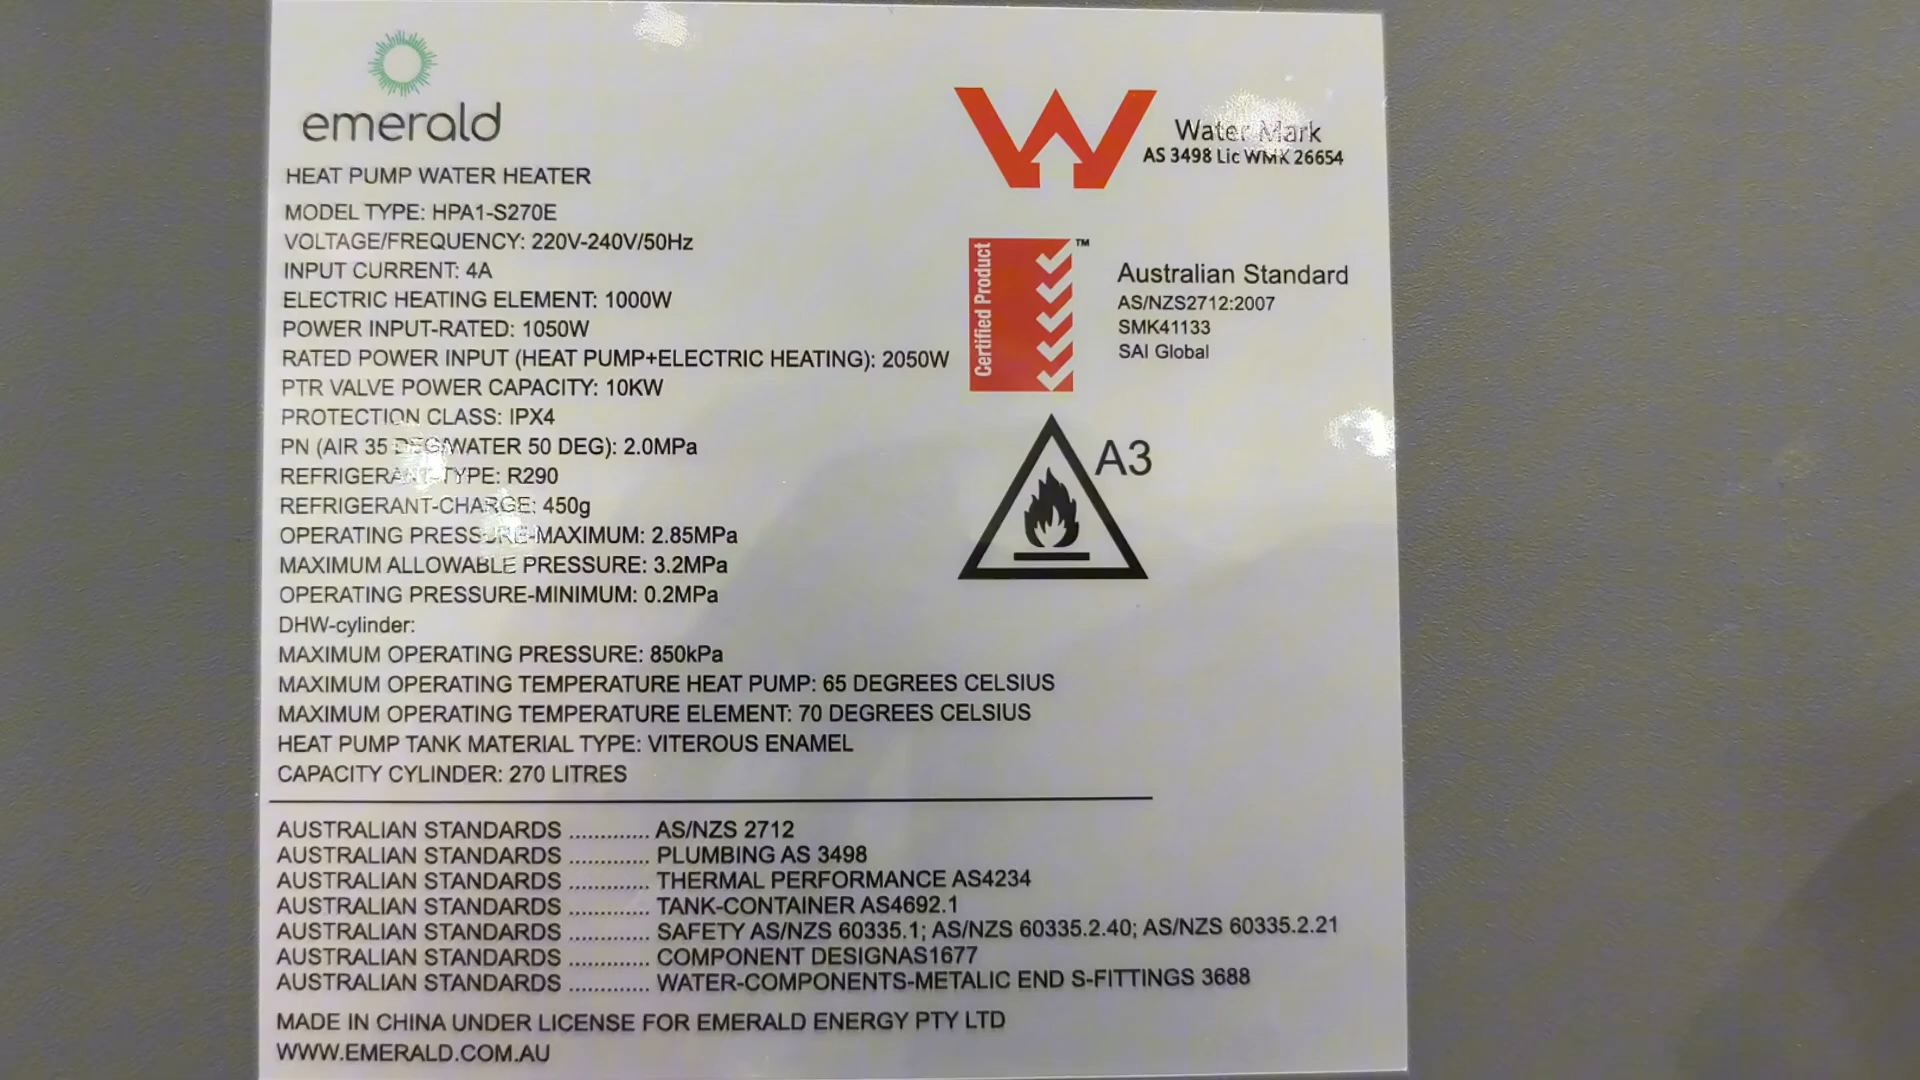 emerald
HEAT PUMP WATER HEATER
MODEL TYPE: HPA1-S270E
VOLTAGE/FREQUENCY: 220V-240V/50Hz
INPUT CURRENT: 4A
ELECTRIC HEATING ELEMENT: 1000W
POWER INPUT-RATED: 1050W
RATED POWER INPUT (HEAT PUMP+ELECTRIC HEATING): 2050W
PTR VALVE POWER CAPACITY: 10KW
PROTECTION CLASS: IPX4
PN (AIR 35 DEG/WATER 50 DEG): 2.0MPa
REFRIGERANT-TYPE: R290
REFRIGERANT-CHARGE: 450g
OPERATING PRESSURE-MAXIMUM: 2.85MPa
MAXIMUM ALLOWABLE PRESSURE: 3.2MPa
OPERATING PRESSURE-MINIMUM: 0.2MPa
DHW-cylinder:
MAXIMUM OPERATING PRESSURE: 850kPa
MAXIMUM OPERATING TEMPERATURE HEAT PUMP: 65 DEGREES CELSIUS
MAXIMUM OPERATING TEMPERATURE ELEMENT: 70 DEGREES CELSIUS
HEAT PUMP TANK MATERIAL TYPE: VITEROUS ENAMEL
CAPACITY CYLINDER: 270 LITRES
Water Mark
AS 3498 Lic WMK 26654
Certified Product
TM
Australian Standard
AS/NZS2712:2007
SMK41133
SAI Global
A3
AUSTRALIAN STANDARDS ............. AS/NZS 2712
AUSTRALIAN STANDARDS ............. PLUMBING AS 3498
AUSTRALIAN STANDARDS ............. THERMAL PERFORMANCE AS4234
AUSTRALIAN STANDARDS ............. TANK-CONTAINER AS4692.1
AUSTRALIAN STANDARDS ............. SAFETY AS/NZS 60335.1; AS/NZS 60335.2.40; AS/NZS 60335.2.21
AUSTRALIAN STANDARDS ............. COMPONENT DESIGNAS1677
AUSTRALIAN STANDARDS ............. WATER-COMPONENTS-METALIC END S-FITTINGS 3688
MADE IN CHINA UNDER LICENSE FOR EMERALD ENERGY PTY LTD
WWW.EMERALD.COM.AU